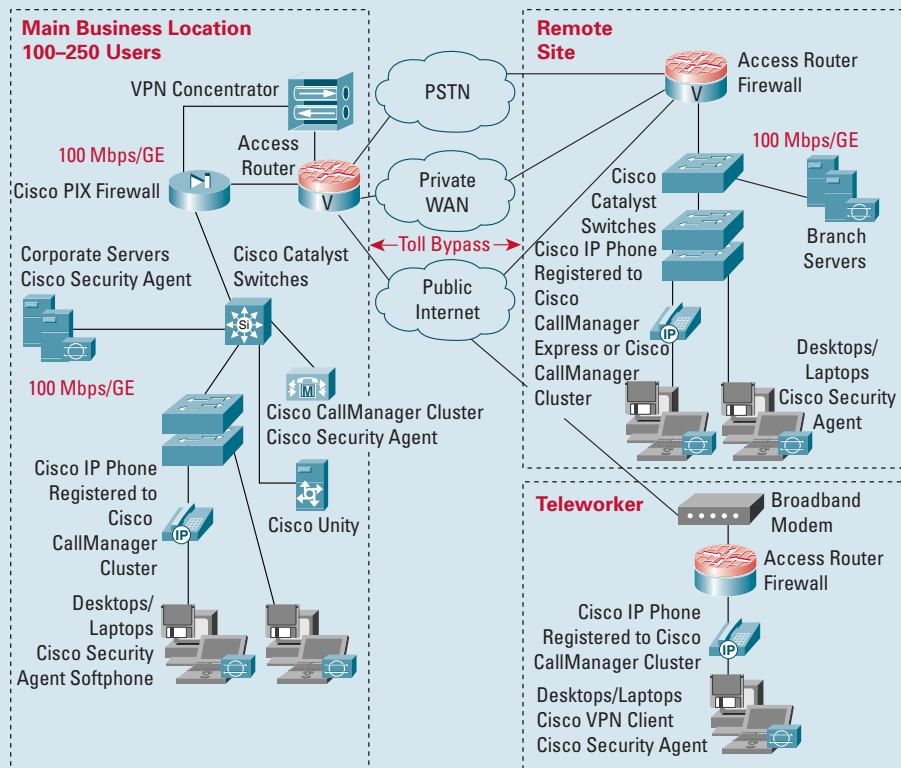 Main Business Location
100–250 Users
VPN Concentrator
100 Mbps/GE
Access
Router
Cisco PIX Firewall
V
Corporate Servers
Cisco Security Agent
Cisco Catalyst
Switches
Si
100 Mbps/GE
M
Cisco CallManager Cluster
Cisco Security Agent
Cisco IP Phone
Registered to
Cisco
CallManager
Cluster
IP
Cisco Unity
Desktops/
Laptops
Cisco Security
Agent Softphone
PSTN
Private
WAN
Toll Bypass
Public
Internet
Remote
Site
V
Access Router
Firewall
100 Mbps/GE
Cisco
Catalyst
Switches
Branch
Servers
Cisco IP Phone
Registered to
Cisco
CallManager
Express or Cisco
CallManager
Cluster
IP
Desktops/
Laptops
Cisco Security
Agent
Teleworker
Broadband
Modem
Access Router
Firewall
Cisco IP Phone
Registered to Cisco
CallManager Cluster
IP
Desktops/Laptops
Cisco VPN Client
Cisco Security Agent